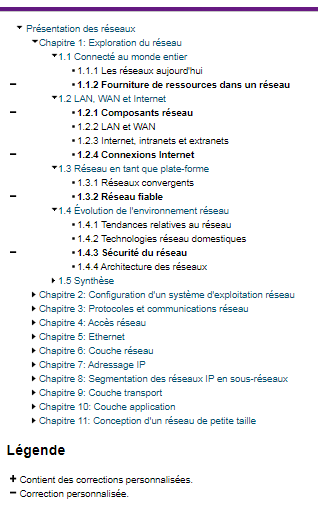 Présentation des réseaux
Chapitre 1: Exploration du réseau
1.1 Connecté au monde entier
1.1.1 Les réseaux aujourd'hui
1.1.2 Fourniture de ressources dans un réseau
1.2 LAN, WAN et Internet
1.2.1 Composants réseau
1.2.2 LAN et WAN
1.2.3 Internet, intranets et extranets
1.2.4 Connexions Internet
1.3 Réseau en tant que plate-forme
1.3.1 Réseaux convergents
1.3.2 Réseau fiable
1.4 Évolution de l'environnement réseau
1.4.1 Tendances relatives au réseau
1.4.2 Technologies réseau domestiques
1.4.3 Sécurité du réseau
1.4.4 Architecture des réseaux
1.5 Synthèse
Chapitre 2: Configuration d'un système d'exploitation réseau
Chapitre 3: Protocoles et communications réseau
Chapitre 4: Accès réseau
Chapitre 5: Ethernet
Chapitre 6: Couche réseau
Chapitre 7: Adressage IP
Chapitre 8: Segmentation des réseaux IP en sous-réseaux
Chapitre 9: Couche transport
Chapitre 10: Couche application
Chapitre 11: Conception d'un réseau de petite taille
Légende
+ Contient des corrections personnalisées.
− Correction personnalisée.